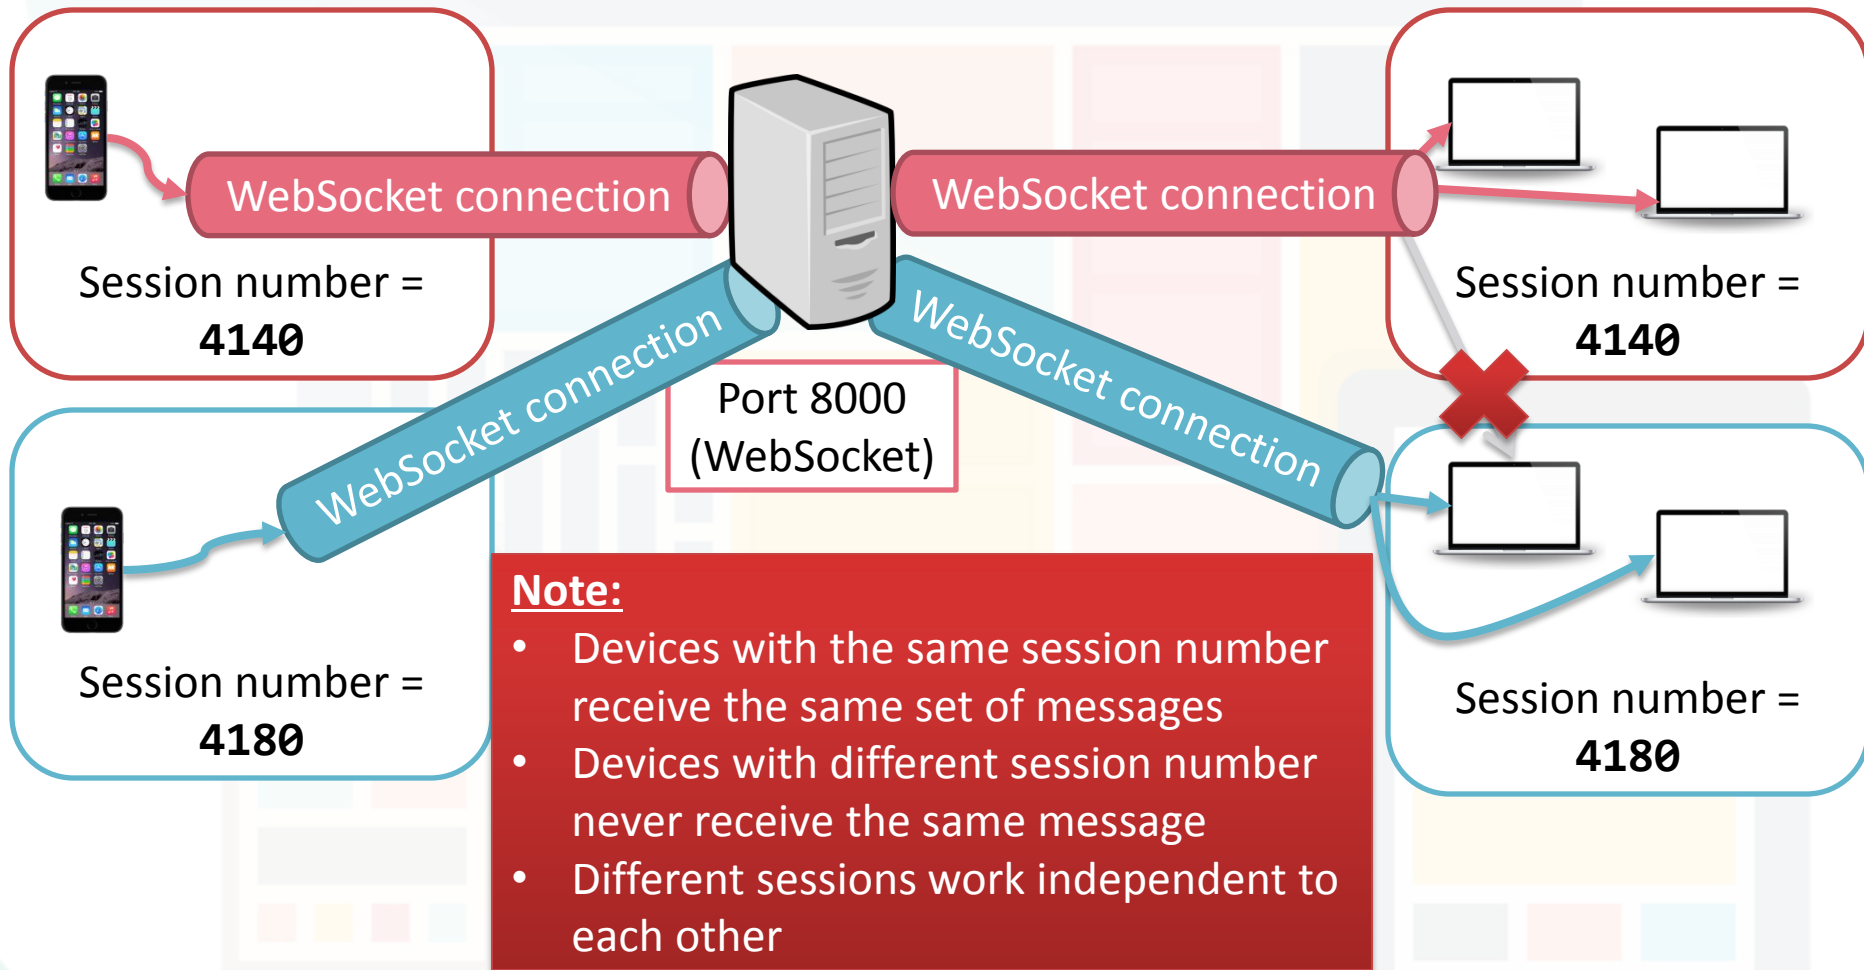 WebSocket connection
WebSocket connection
Session number =
4140
Session number =
4140
WebSocket connection
WebSocket connection
Port 8000
(WebSocket)
Session number =
4180
Session number =
4180
Note:
• Devices with the same session number
receive the same set of messages
• Devices with different session number
never receive the same message
• Different sessions work independent to
each other